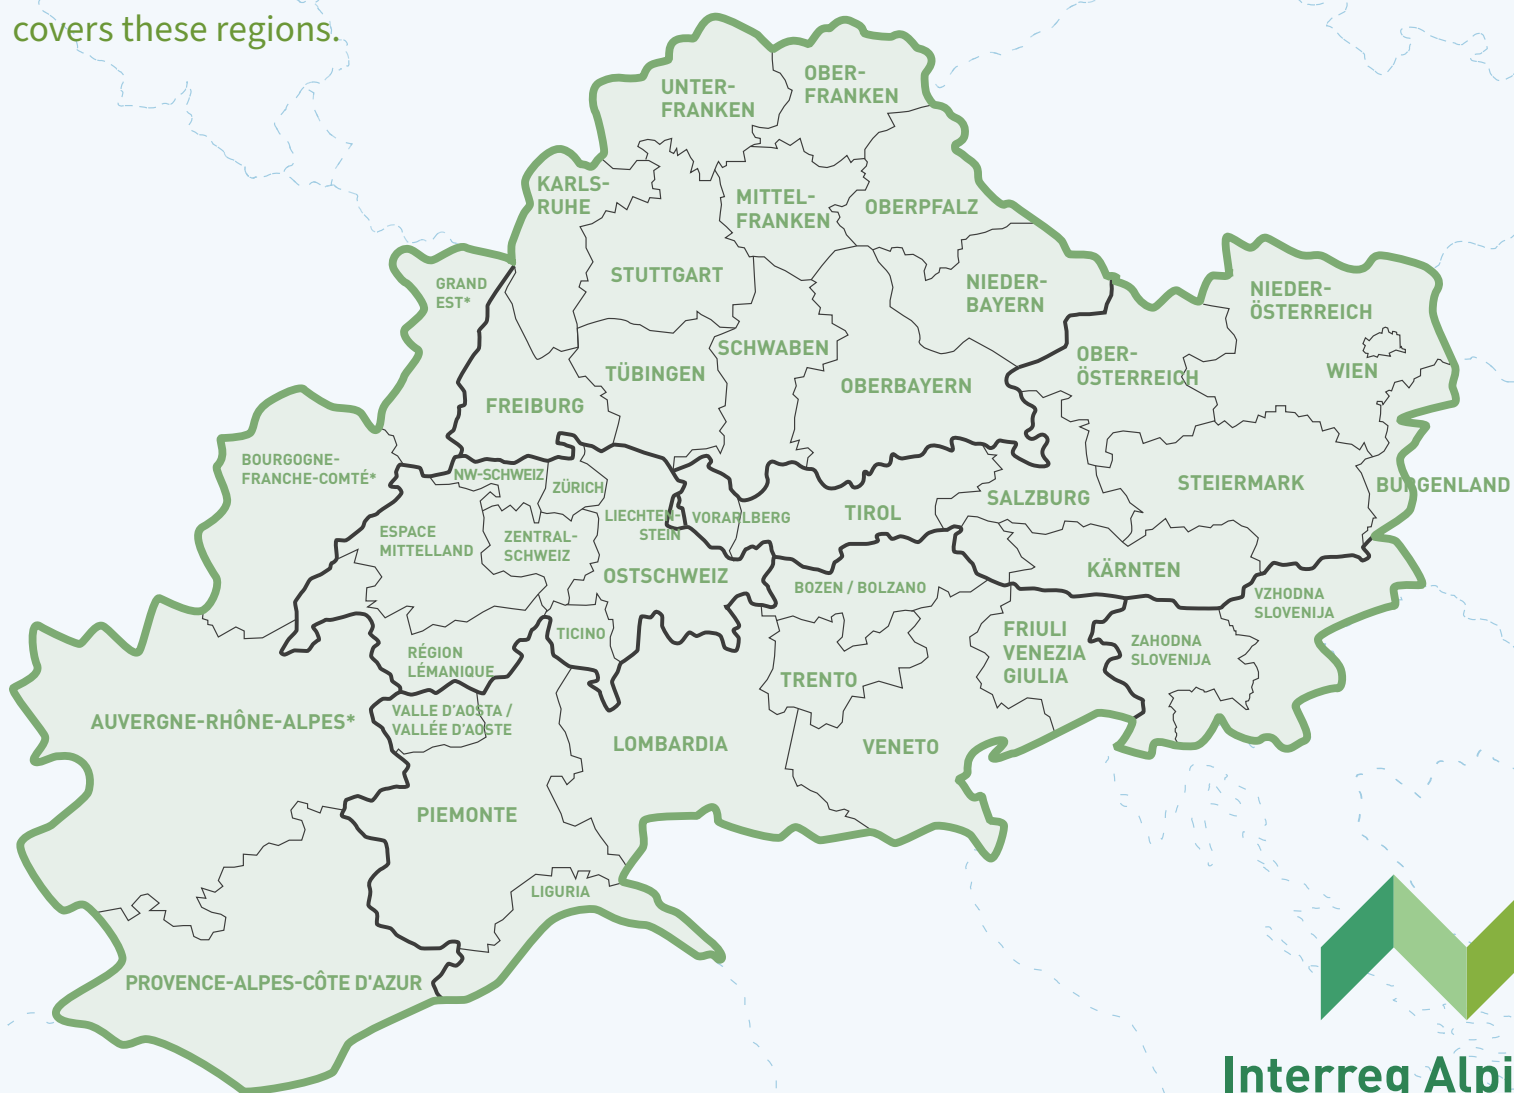 covers these regions.
UNTER-
FRANKEN
OBER-
FRANKEN
KARLS-
RUHE
MITTEL-
FRANKEN
OBERPFALZ
GRAND
EST*
STUTTGART
NIEDER-
BAYERN
NIEDER-
ÖSTERREICH
SCHWABEN
OBER-
ÖSTERREICH
TÜBINGEN
OBERBAYERN
WIEN
FREIBURG
BOURGOGNE-
FRANCHE-COMTÉ*
NW-SCHWEIZ
ZÜRICH
SALZBURG
STEIERMARK
BURGENLAND
LIECHTEN-
STEIN
VORARLBERG
TIROL
ESPACE
MITTELLAND
ZENTRAL-
SCHWEIZ
OSTSCHWEIZ
BOZEN / BOLZANO
KÄRNTEN
VZHODNA
SLOVENIJA
TICINO
FRIULI
VENEZIA
GIULIA
ZAHODNA
SLOVENIJA
RÉGION
LÉMANIQUE
TRENTO
AUVERGNE-RHÔNE-ALPES*
VALLE D'AOSTA /
VALLÉE D'AOSTE
LOMBARDIA
VENETO
PIEMONTE
LIGURIA
PROVENCE-ALPES-CÔTE D'AZUR
Interreg Alpi